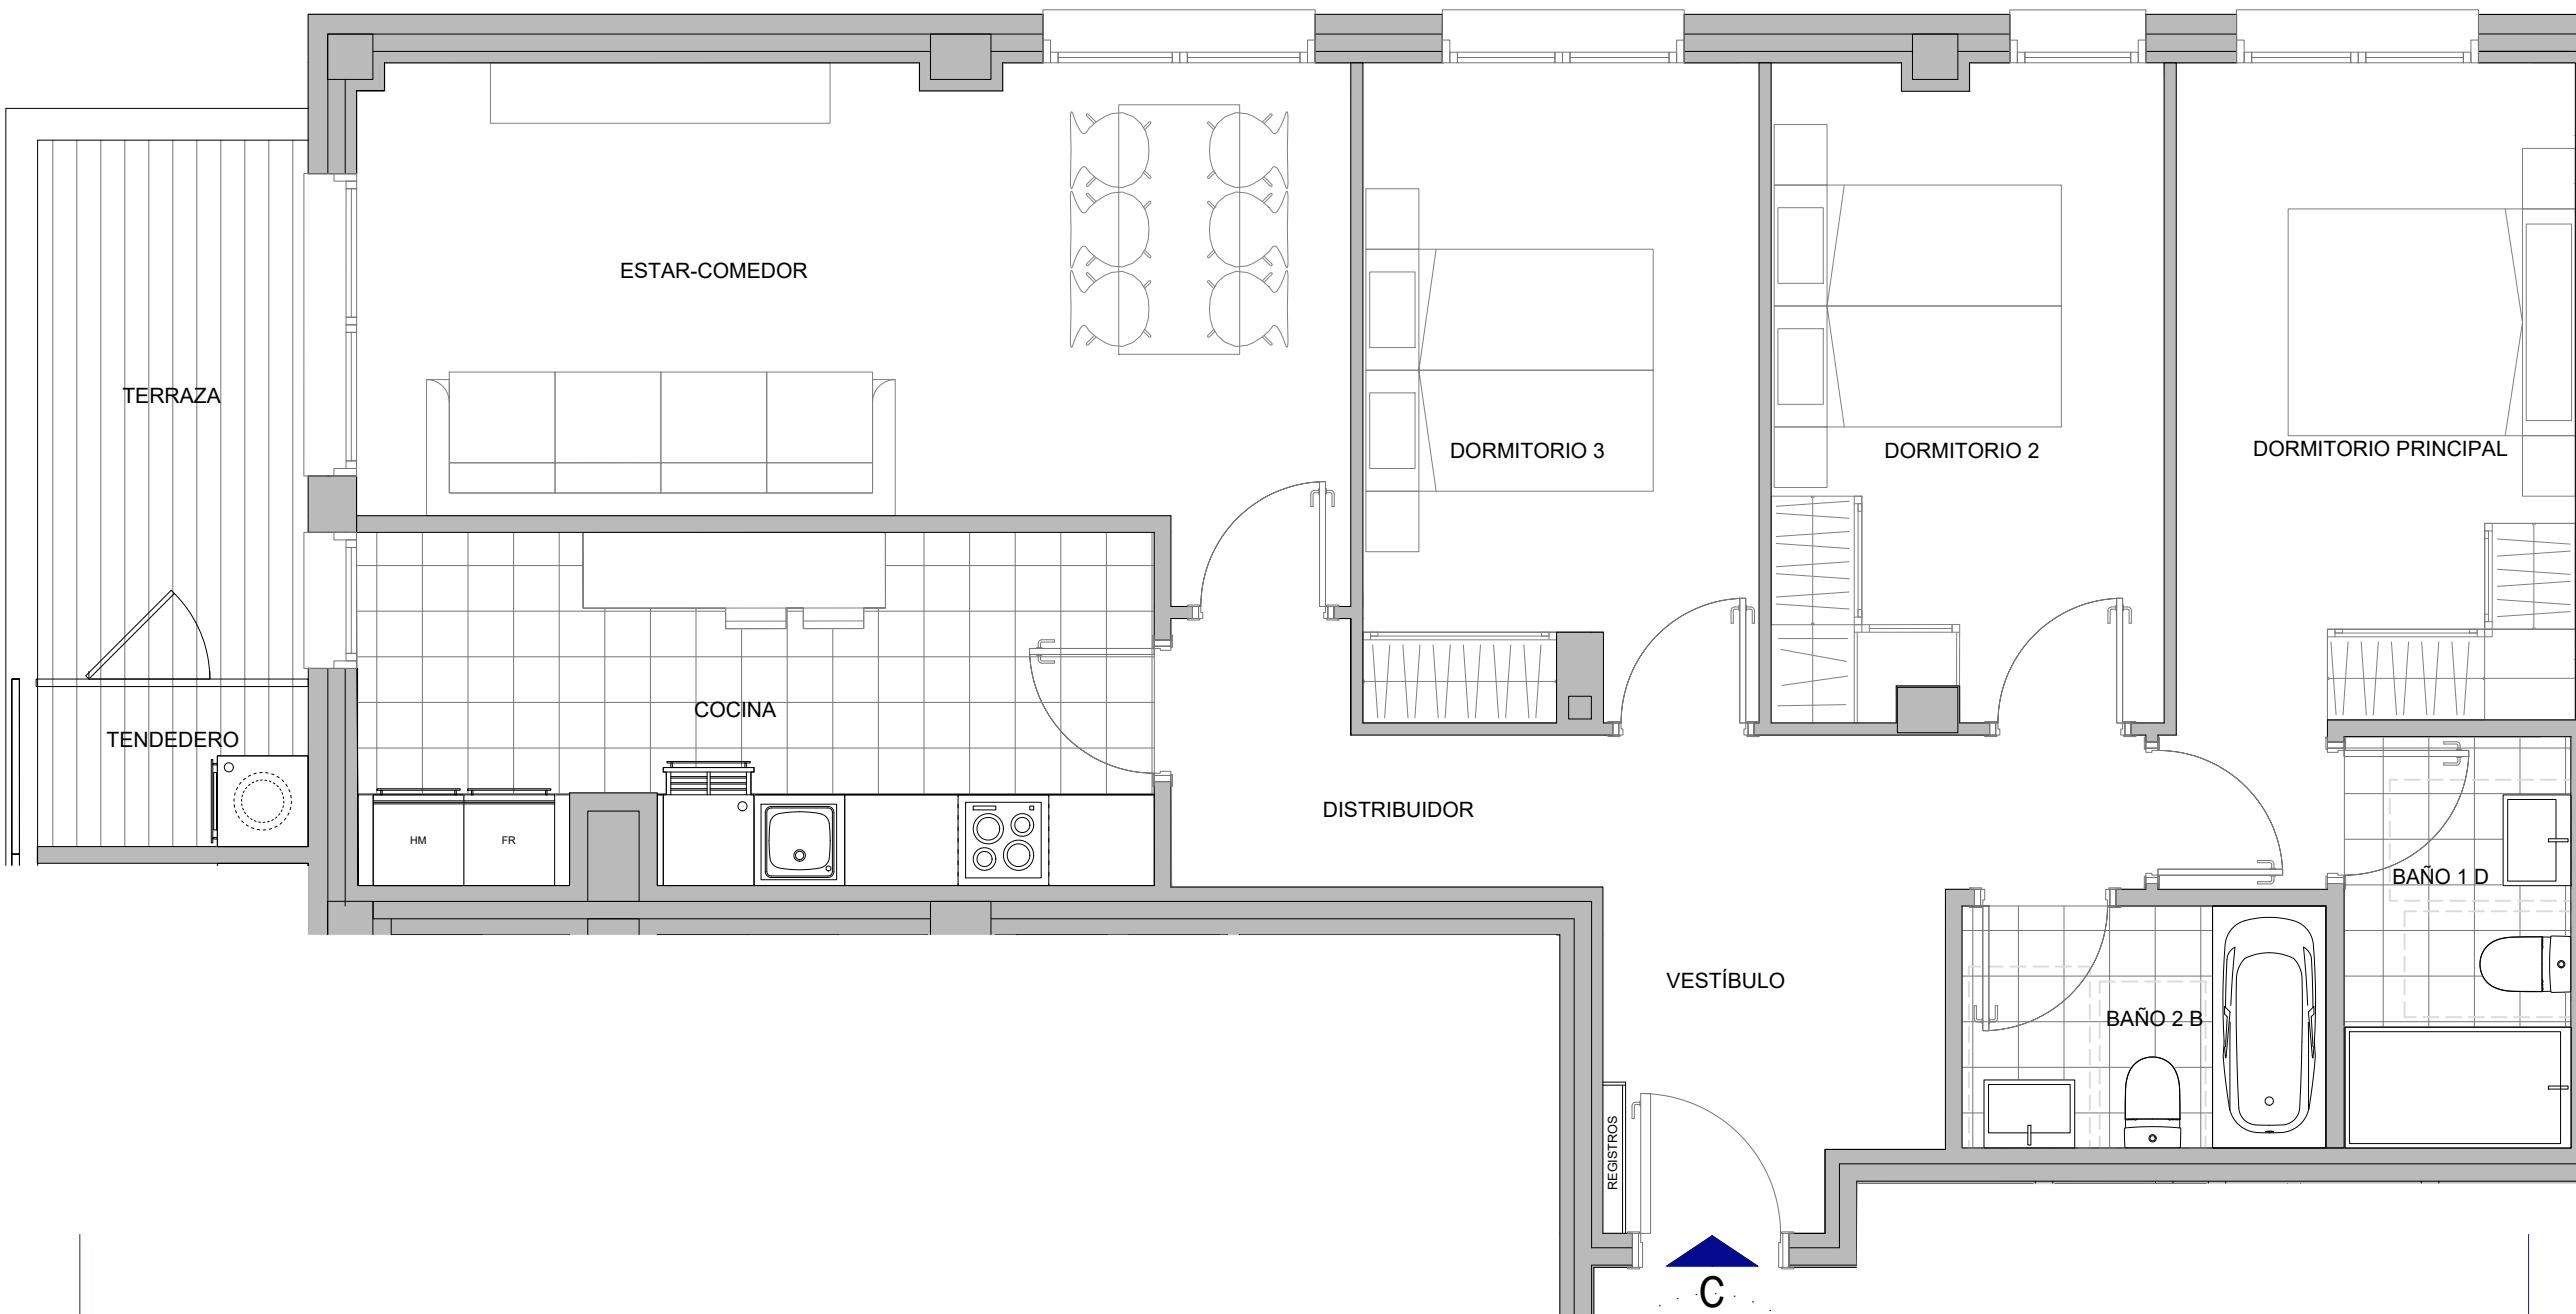 ESTAR-COMEDOR
TERRAZA
DORMITORIO 3
DORMITORIO 2
DORMITORIO PRINCIPAL
COCINA
TENDEDERO
HM
FR
DISTRIBUIDOR
BAÑO 1 D
VESTÍBULO
BAÑO 2 B
REGISTROS
C